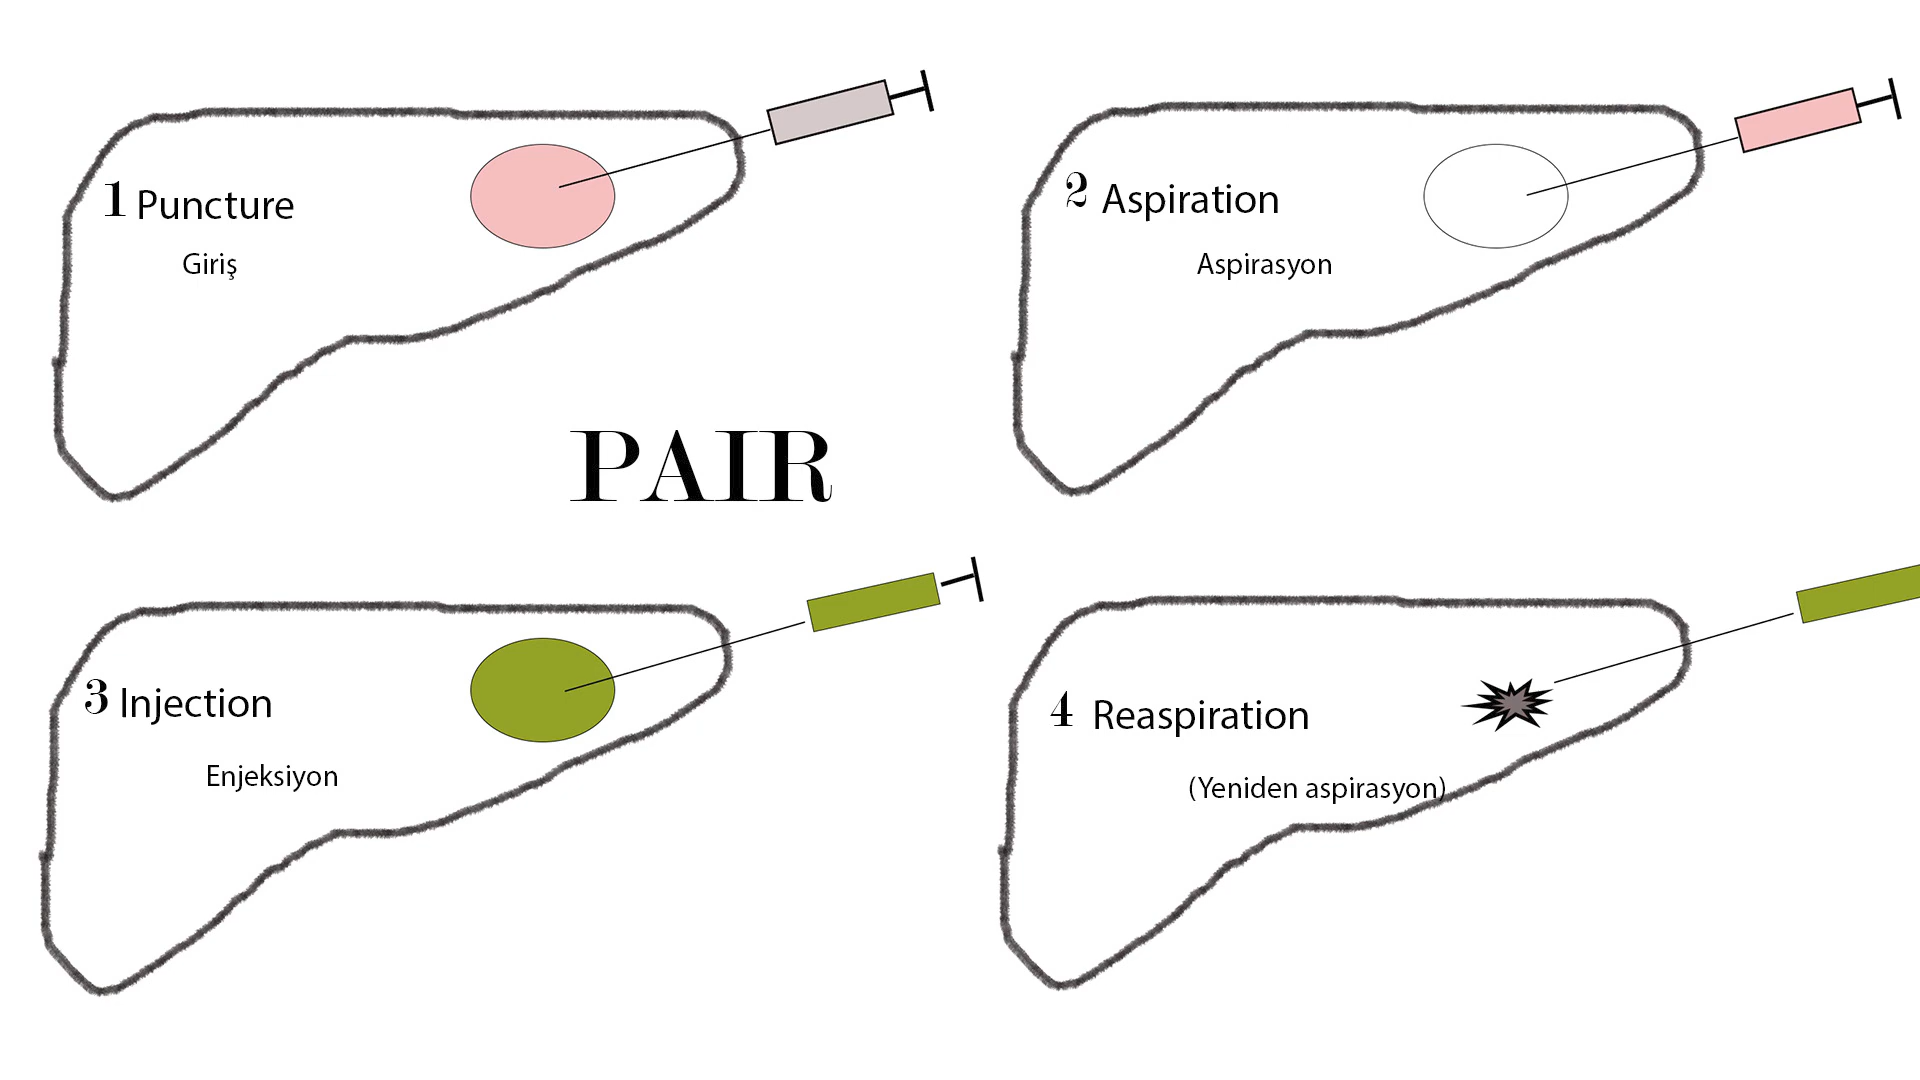 1 Puncture
Giriş
2 Aspiration
Aspirasyon
PAIR
3 Injection
Enjeksiyon
4 Reaspiration
(Yeniden aspirasyon)